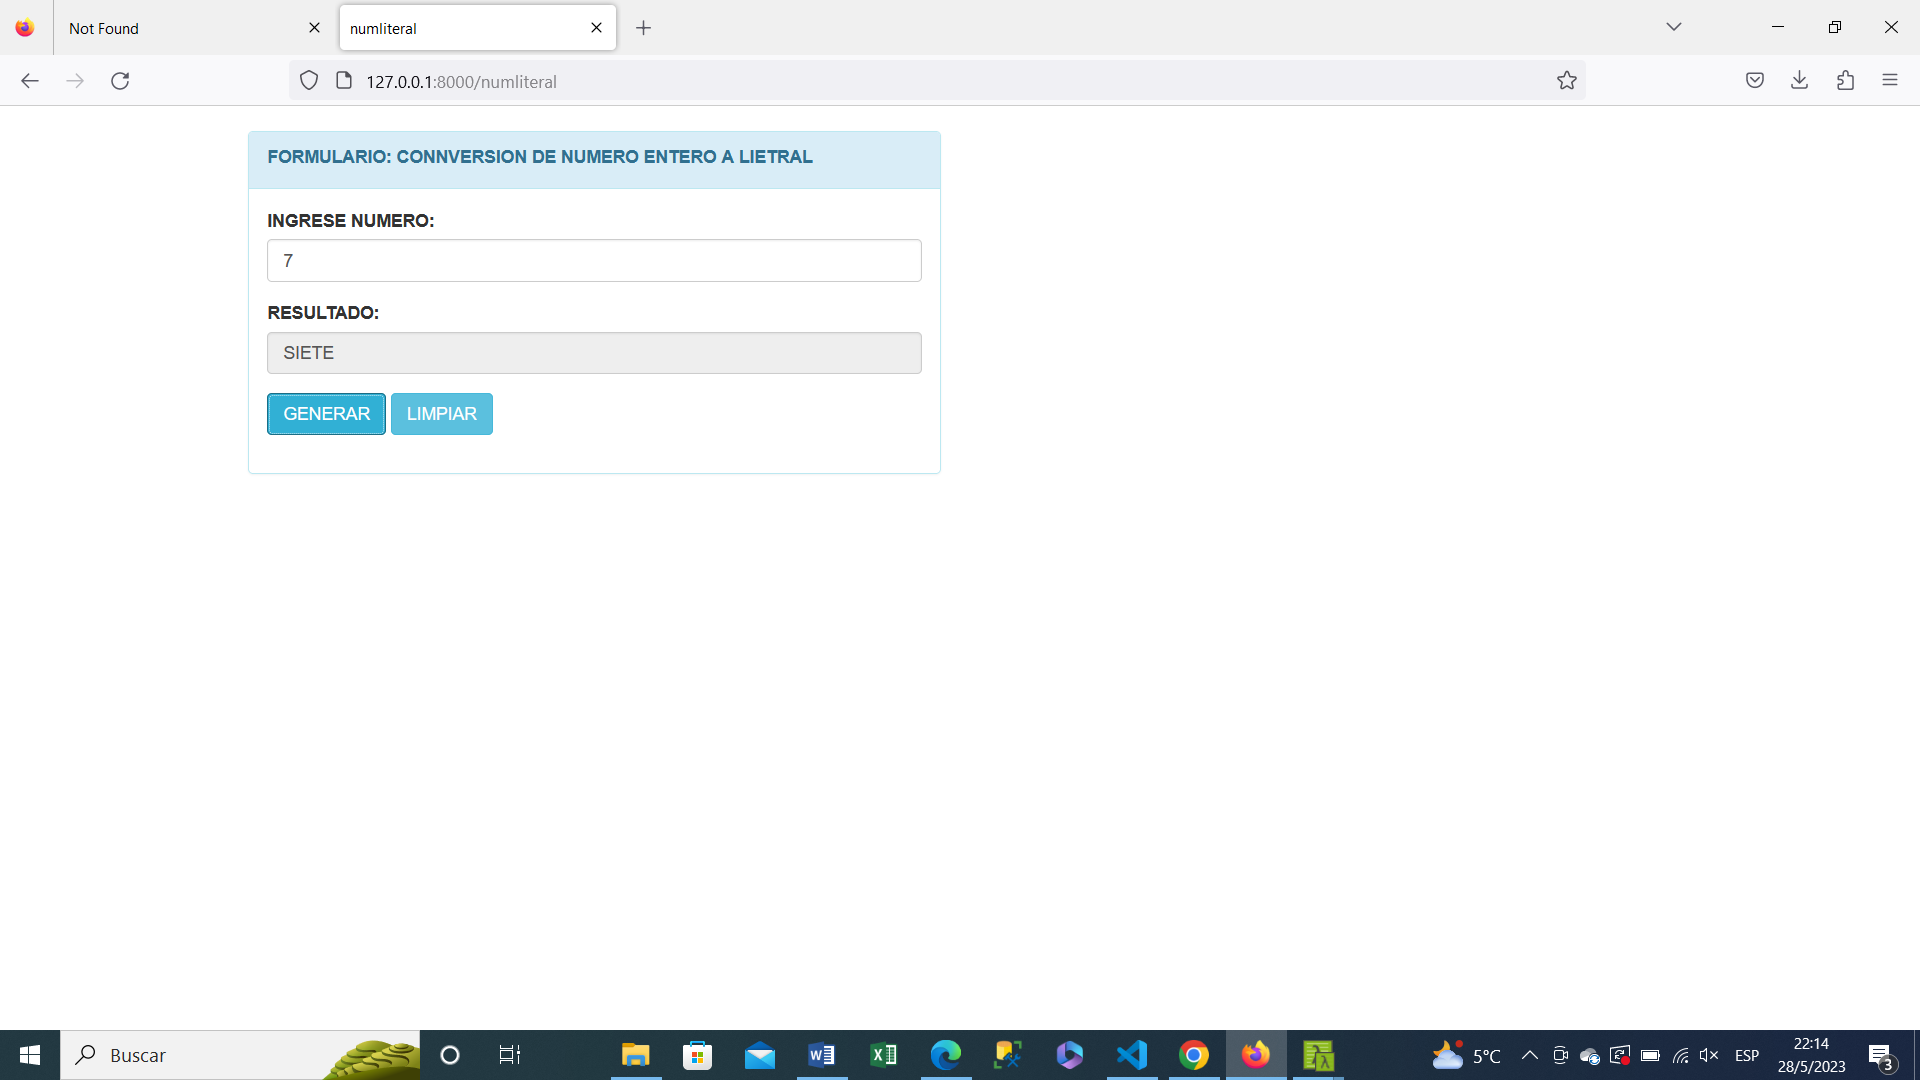 Not Found
numliteral
127.0.0.1:8000/numliteral
FORMULARIO: CONNVERSION DE NUMERO ENTERO A LIETRAL
INGRESE NUMERO:
7
RESULTADO:
SIETE
GENERAR LIMPIAR
Buscar
5°C
ESP
22:14
28/5/2023
3